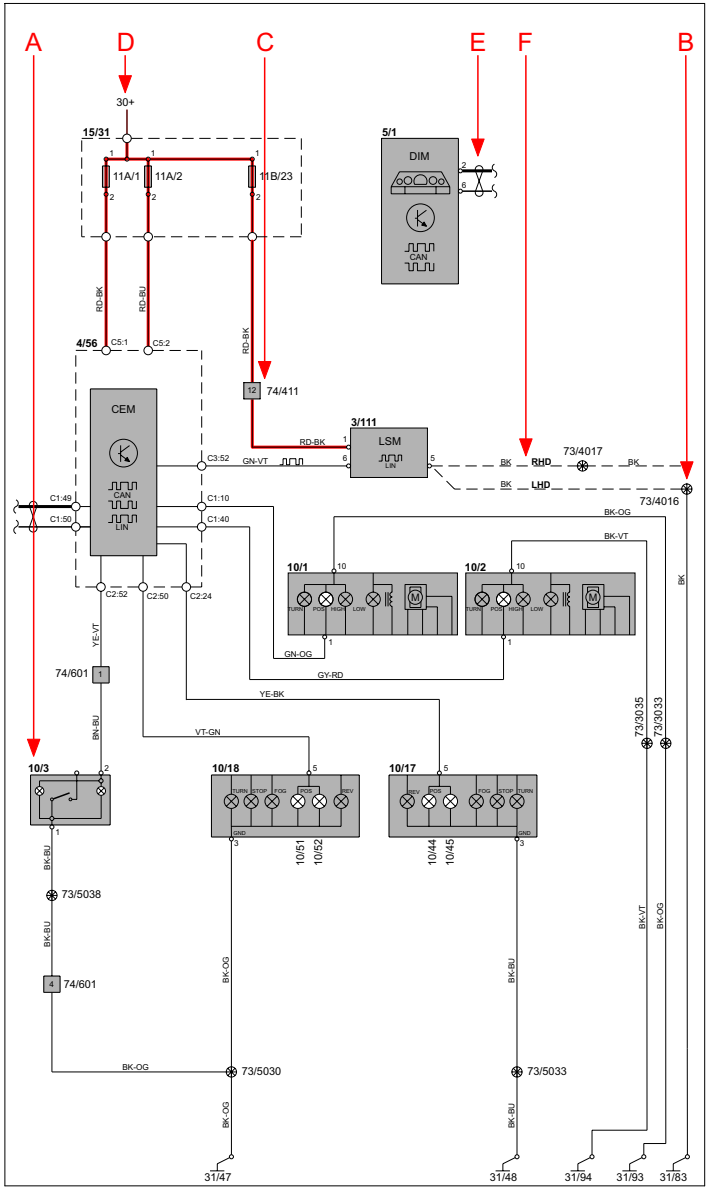 A D C E F B
30+
15/31
5/1
1 1 1
DIM
2
11A/1 11A/2 11B/23
6
2 2 2
CAN
RD-BK RD-BU RD-BK
4/56 C5:1 C5:2
12 74/411
CEM
3/111
RD-BK 1 LSM
73/4017
C3:52 GN-VT 6 LIN 5 BK RHD BK
BK LHD
CAN
C1:49 C1:10 73/4016
C1:50 LIN C1:40
BK-OG
BK-VT
10/1 10 10/2 10
BK
C2:52 C2:50 C2:24
TURN POS HIGH LOW M TURN POS HIGH LOW M
YE-VT
1 1
GN-OG
74/601 1
GY-RD
YE-BK
73/3035 73/3033
BN-BU
VT-GN
10/3 2 10/18 5 10/17 5
TURN STOP FOG POS REV REV POS FOG STOP TURN
1 GND GND
3 3
10/51 10/52 10/44 10/45
BK-BU
73/5038
BK-VT BK-OG
BK-BU
BK-OG BK-BU
4 74/601
BK-OG 73/5030 73/5033
BK-OG BK-BU
31/47 31/48 31/94 31/93 31/83